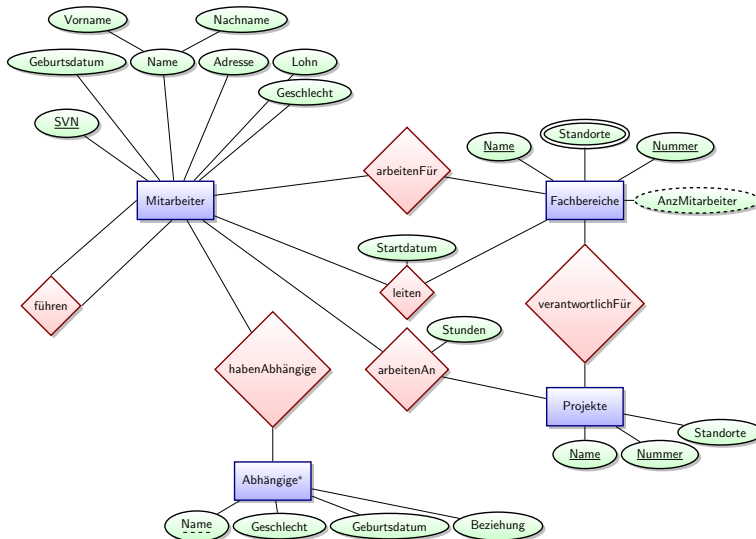 Vorname
Nachname
Geburtsdatum
Name
Adresse
Lohn
Geschlecht
SVN
Name
Standorte
Nummer
arbeitenFür
Mitarbeiter
Fachbereiche
AnzMitarbeiter
Startdatum
leiten
führen
verantwortlichFür
Stunden
habenAbhängige
arbeitenAn
Projekte
Standorte
Name
Nummer
Abhängige*
Name
Geschlecht
Geburtsdatum
Beziehung